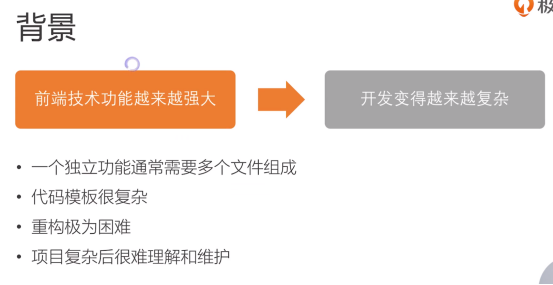 背景
极
前端技术功能越来越强大
开发变得越来越复杂
• 一个独立功能通常需要多个文件组成
• 代码模板很复杂
• 重构极为困难
• 项目复杂后很难理解和维护